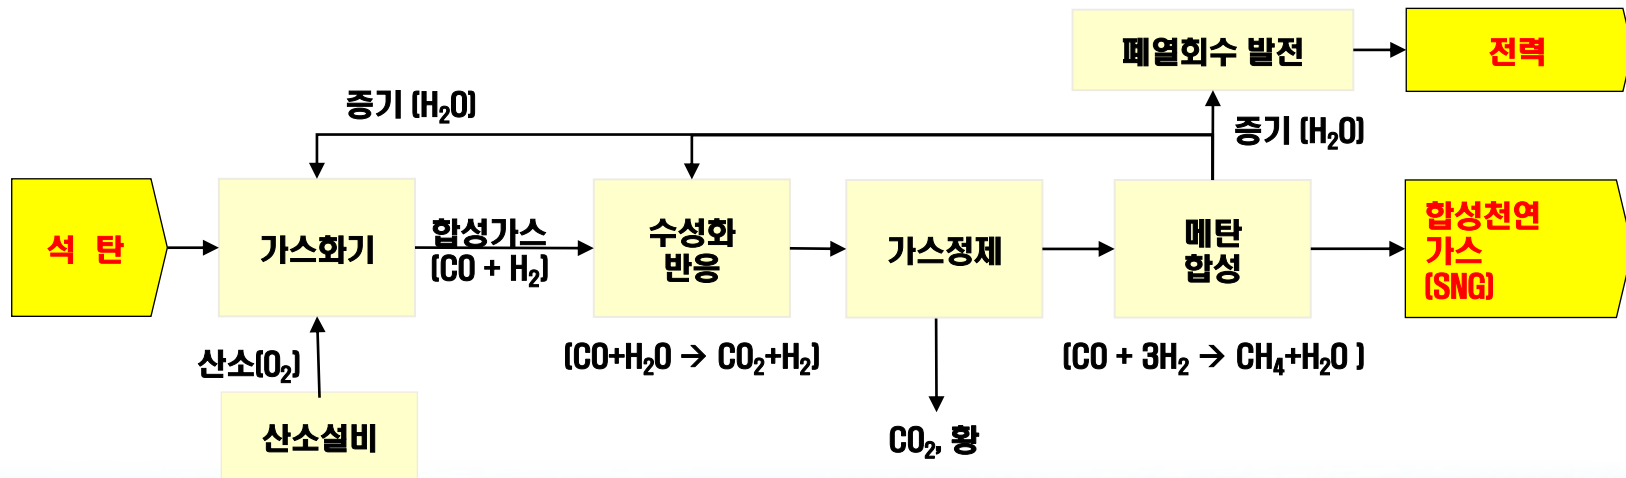 폐열회수 발전
전력
증기 (H₂O)
증기 (H₂O)
석 탄
가스화기
합성가스
(CO + H₂)
수성화
반응
가스정제
메탄
합성
합성천연
가스
(SNG)
산소(O₂)
(CO+H₂O → CO₂+H₂)
(CO + 3H₂ → CH₄+H₂O )
산소설비
CO₂, 황